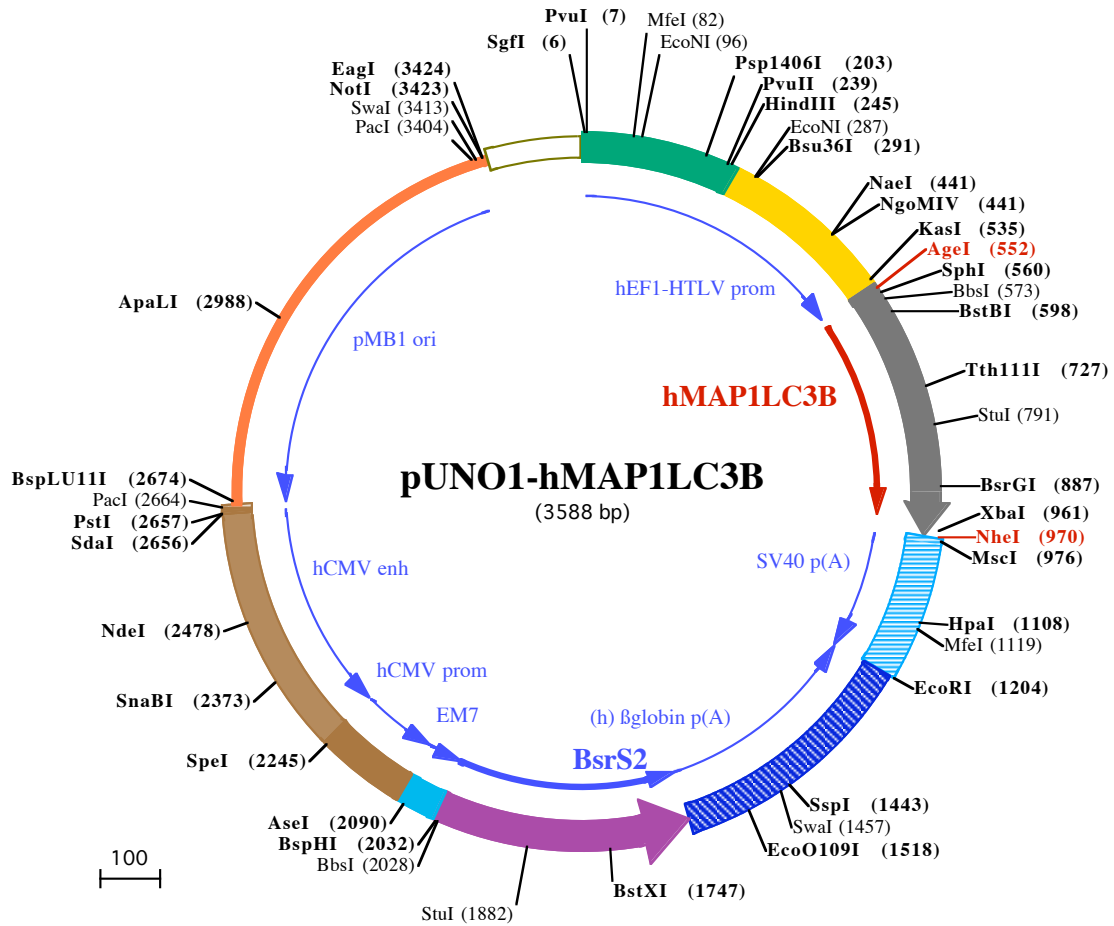 PvuI (7)
MfeI (82)
SgfI (6)
EcoNI (96)
Psp1406I (203)
PvuII (239)
HindIII (245)
EcoNI (287)
Bsu36I (291)
EagI (3424)
NotI (3423)
SwaI (3413)
PacI (3404)
NaeI (441)
NgoMIV (441)
KasI (535)
AgeI (552)
SphI (560)
BbsI (573)
BstBI (598)
hEF1-HTLV prom
ApaLI (2988)
pMB1 ori
Tth111I (727)
hMAP1LC3B
StuI (791)
pUNO1-hMAP1LC3B
(3588 bp)
BspLU11I (2674)
PacI (2664)
PstI (2657)
SdaI (2656)
BsrGI (887)
XbaI (961)
NheI (970)
MscI (976)
SV40 p(A)
hCMV enh
NdeI (2478)
HpaI (1108)
MfeI (1119)
hCMV prom
SnaBI (2373)
EcoRI (1204)
EM7
(h) ßglobin p(A)
BsrS2
SpeI (2245)
SspI (1443)
SwaI (1457)
EcoO109I (1518)
AseI (2090)
BspHI (2032)
BbsI (2028)
100
BstXI (1747)
StuI (1882)